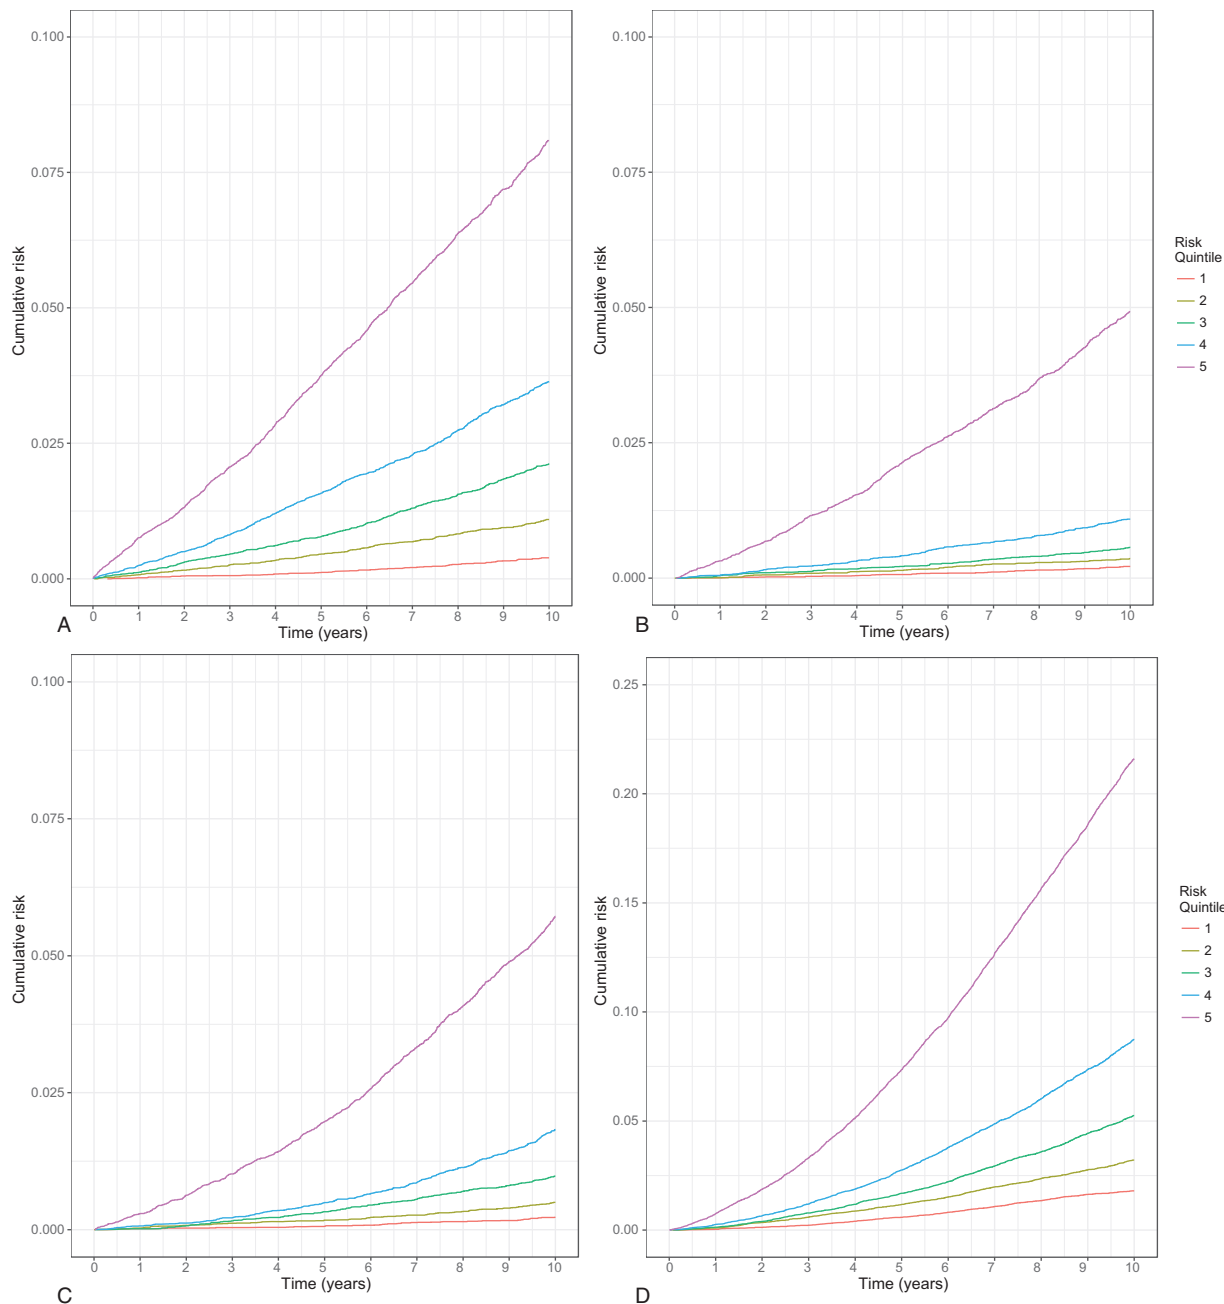 0.100
0.075
0.050
0.025
0.000
Cumulative risk
0 1 2 3 4 5 6 7 8 9 10
Time (years)
A
0.100
0.075
0.050
0.025
0.000
Cumulative risk
0 1 2 3 4 5 6 7 8 9 10
Time (years)
B
Risk
Quintile
1
2
3
4
5
0.100
0.075
0.050
0.025
0.000
Cumulative risk
0 1 2 3 4 5 6 7 8 9 10
Time (years)
C
0.25
0.20
0.15
0.10
0.05
0.00
Cumulative risk
0 1 2 3 4 5 6 7 8 9 10
Time (years)
D
Risk
Quintile
1
2
3
4
5